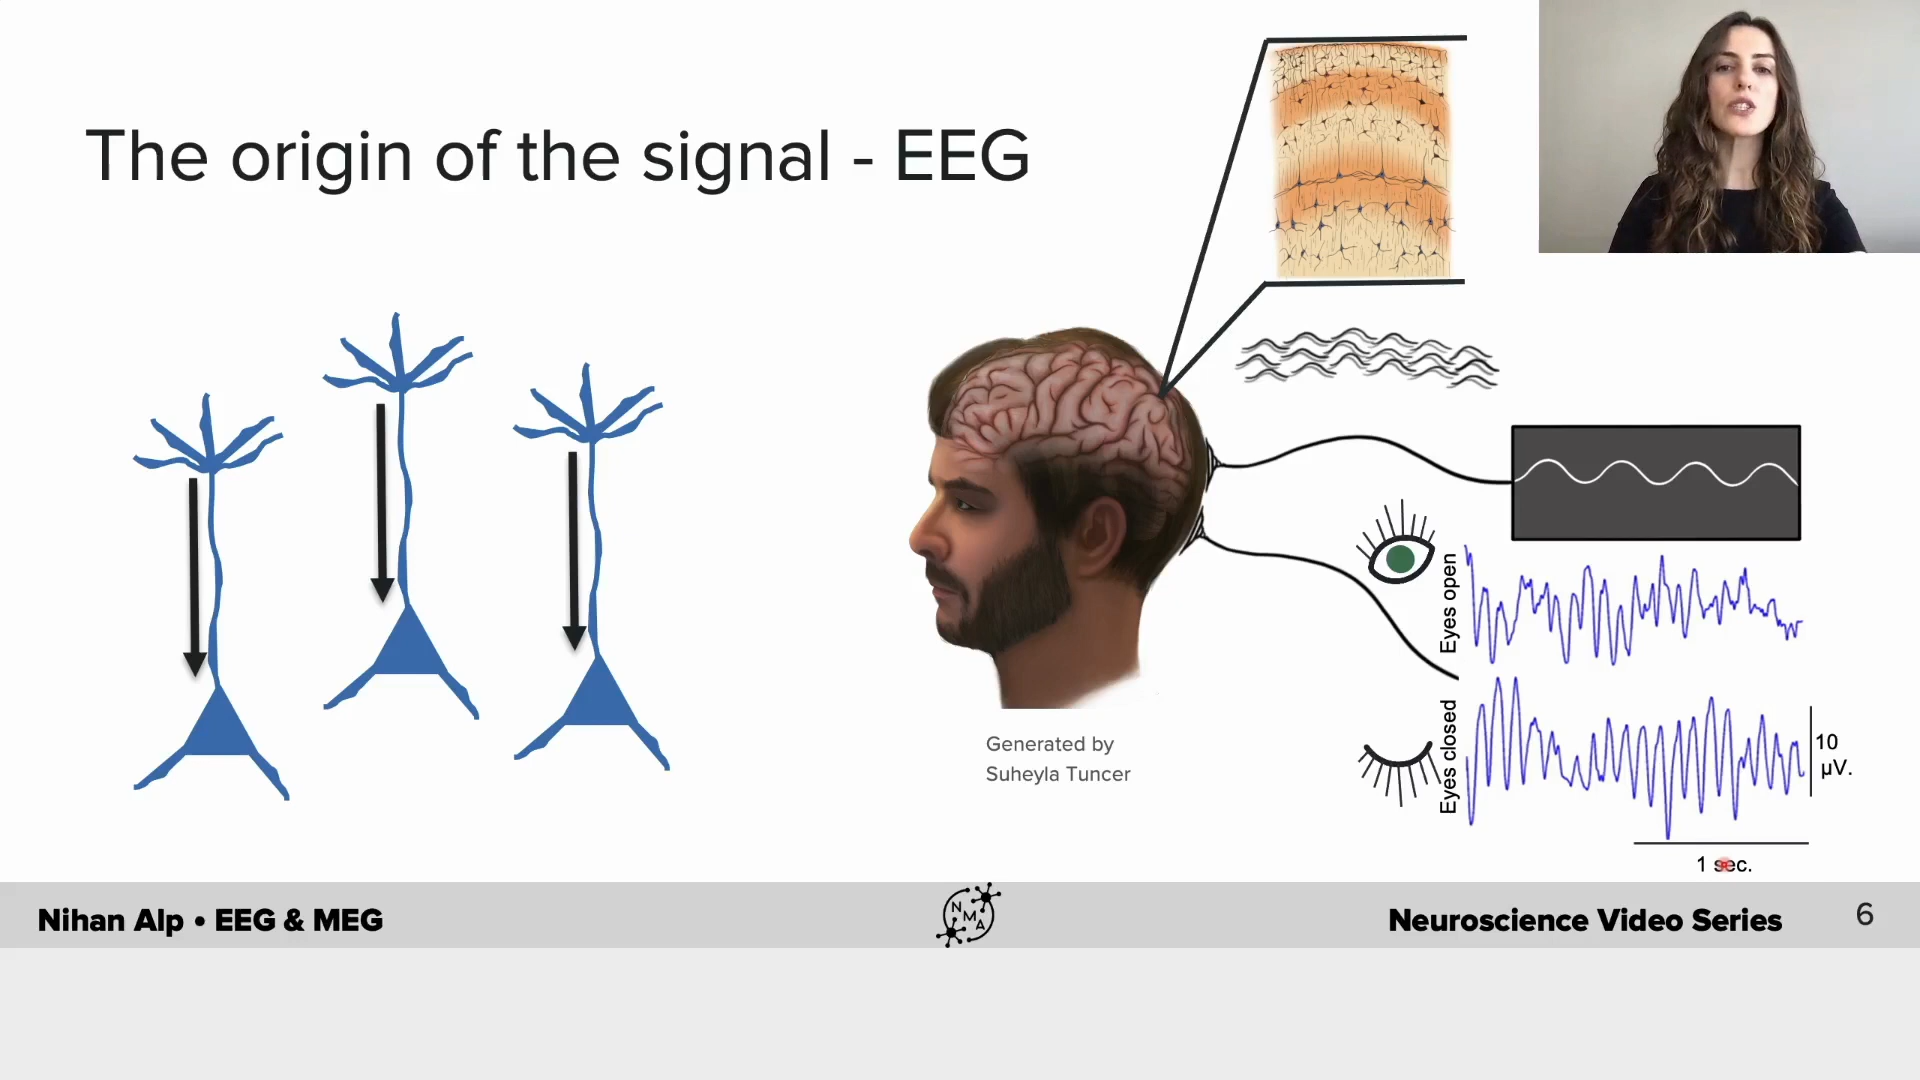 The origin of the signal - EEG
Eyes open
Eyes closed
10
µV.
1 sec.
Generated by
Suheyla Tuncer
Nihan Alp • EEG & MEG
N
M
A
Neuroscience Video Series
6